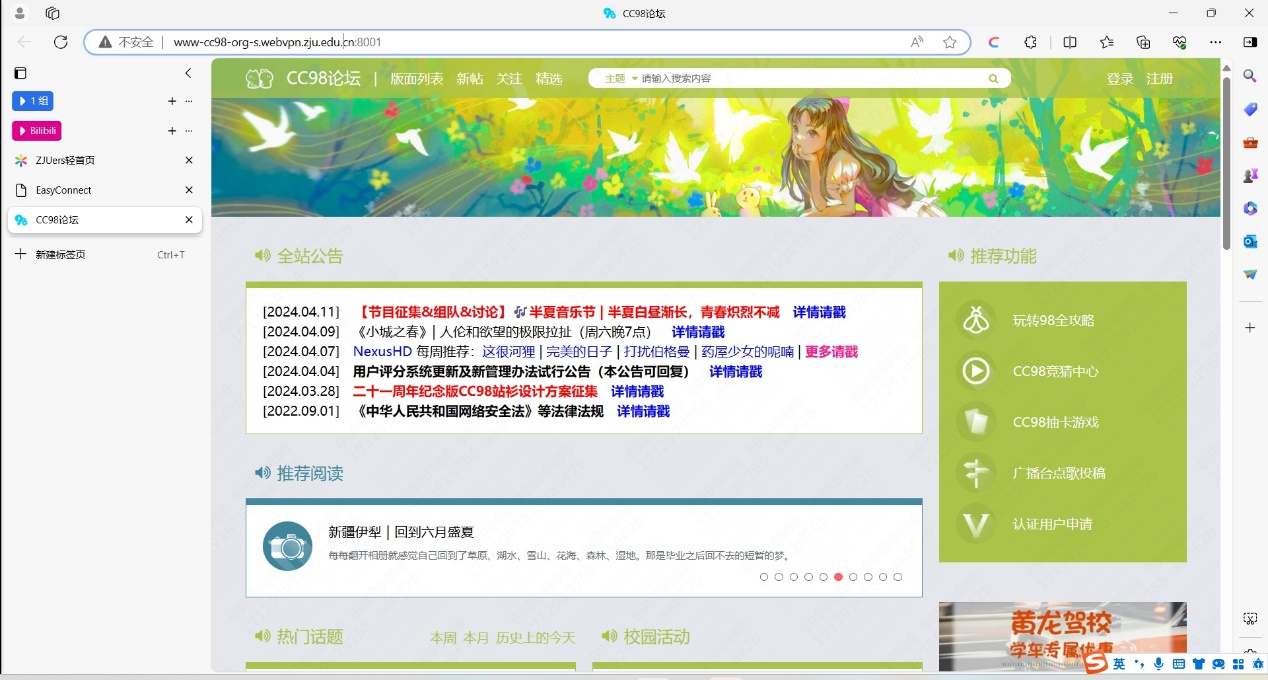 CC98论坛
不安全 | www-cc98-org-s.webvpn.zju.edu.cn:8001
1 组
Bilibili
ZJUers轻首页
EasyConnect
CC98论坛
新建标签页 Ctrl+T
CC98论坛 | 版面列表 新帖 关注 精选 主题 请输入搜索内容 登录 注册
全站公告
[2024.04.11] 【节目征集&组队&讨论】🎶半夏音乐节 | 半夏白昼渐长，青春炽烈不减 详情请戳
[2024.04.09] 《小城之春》| 人伦和欲望的极限拉扯（周六晚7点） 详情请戳
[2024.04.07] NexusHD 每周推荐：这很河狸 | 完美的日子 | 打扰伯格曼 | 药屋少女的呢喃 | 更多请戳
[2024.04.04] 用户评分系统更新及新管理办法试行公告（本公告可回复） 详情请戳
[2024.03.28] 二十一周年纪念版CC98站衫设计方案征集 详情请戳
[2022.09.01] 《中华人民共和国网络安全法》等法律法规 详情请戳
推荐功能
玩转98全攻略
CC98竞猜中心
CC98抽卡游戏
广播台点歌投稿
认证用户申请
推荐阅读
新疆伊犁 | 回到六月盛夏
每每翻开相册就感觉自己回到了草原、湖水、雪山、花海、森林、湿地。那是毕业之后回不去的短暂的梦。
热门话题 本周 本月 历史上的今天
校园活动
黄龙驾校
学车专属优惠
英